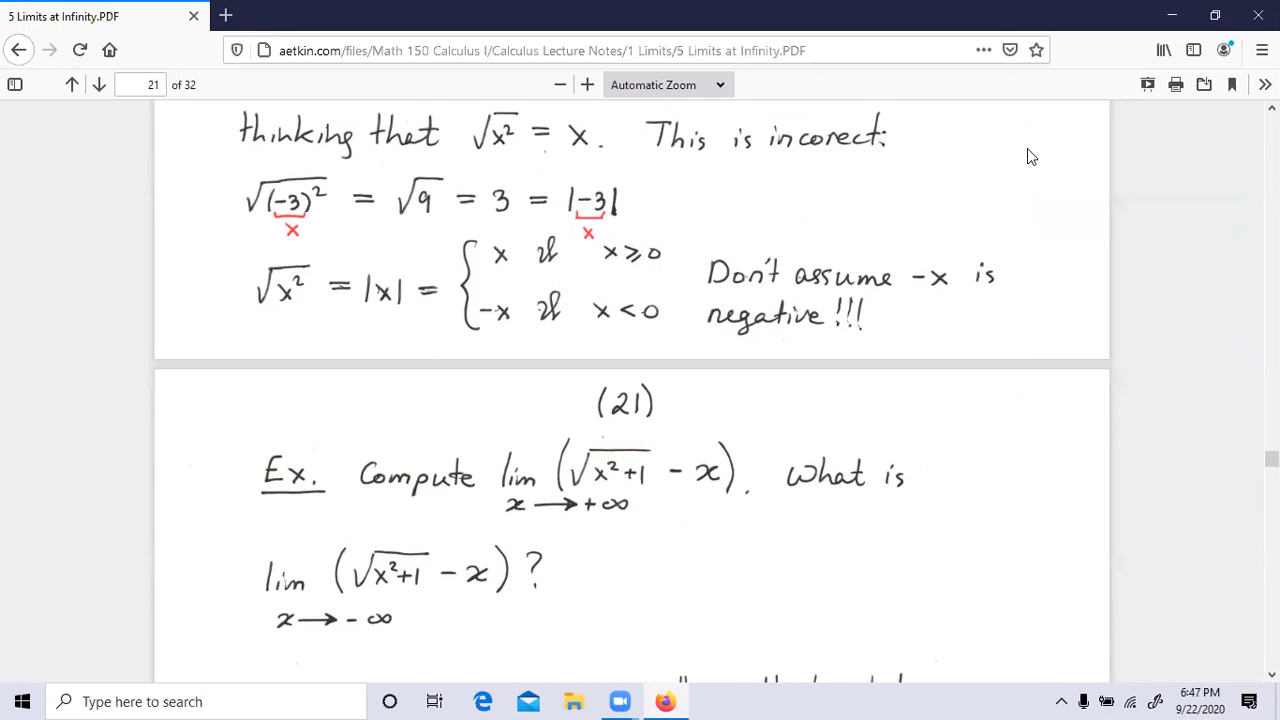 5 Limits at Infinity.PDF
aetkin.com/files/Math 150 Calculus I/Calculus Lecture Notes/1 Limits/5 Limits at Infinity.PDF
21 of 32
Automatic Zoom
thinking that √x² = x. This is incorect:
√(-3)² = √9 = 3 = |-3|
x x
√x² = |x| = { x if x ≥ 0
-x if x < 0
Don't assume -x is
negative!!!
(21)
Ex. Compute lim (√x²+1 - x). What is
x → +∞
lim (√x²+1 - x)?
x → -∞
Type here to search
6:47 PM
9/22/2020